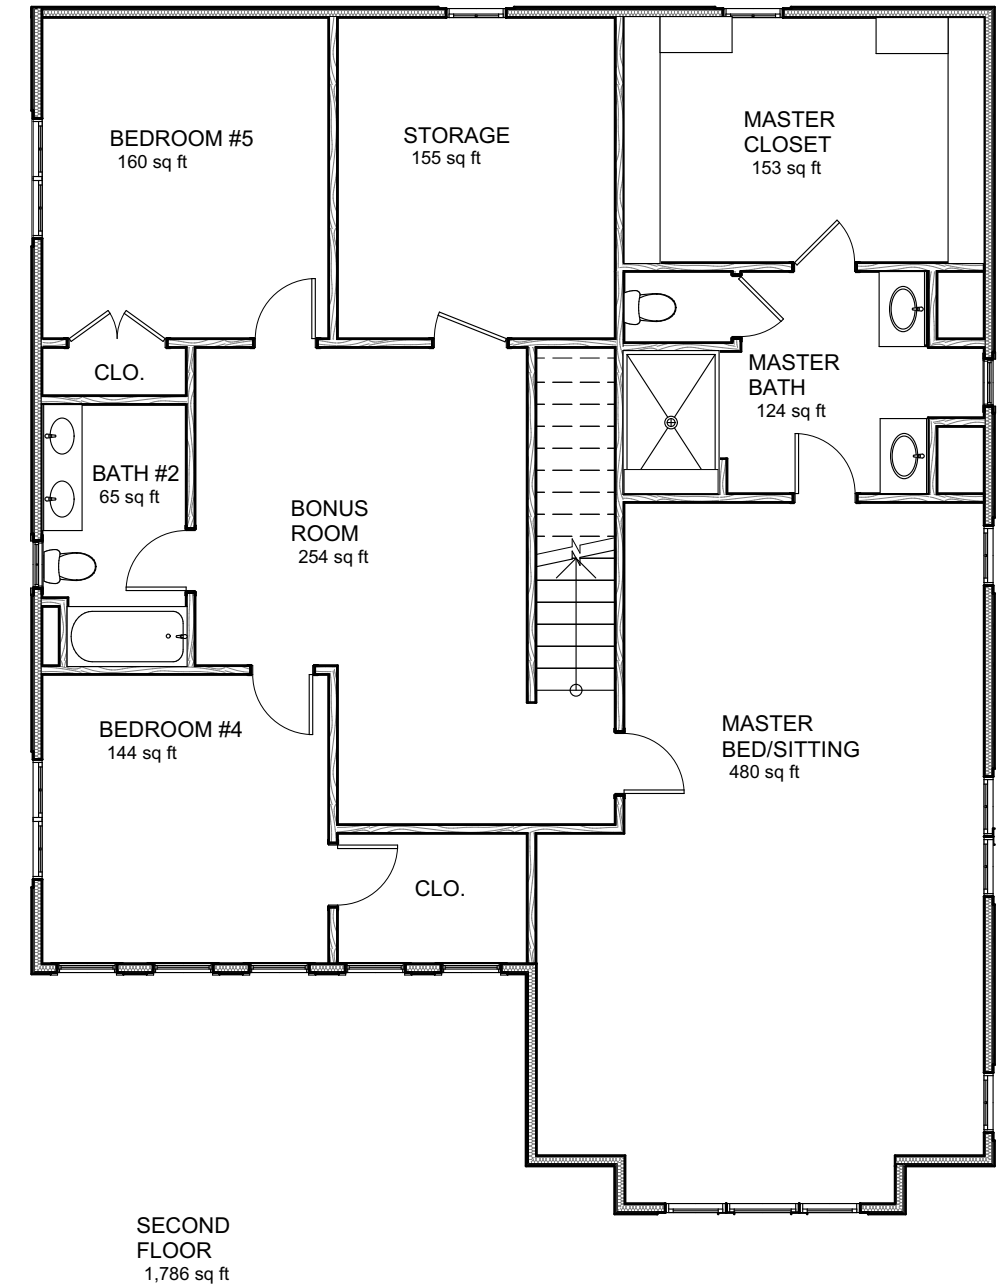 BEDROOM #5
160 sq ft
STORAGE
155 sq ft
MASTER
CLOSET
153 sq ft
CLO.
MASTER
BATH
124 sq ft
BATH #2
65 sq ft
BONUS
ROOM
254 sq ft
BEDROOM #4
144 sq ft
MASTER
BED/SITTING
480 sq ft
CLO.
SECOND
FLOOR
1,786 sq ft